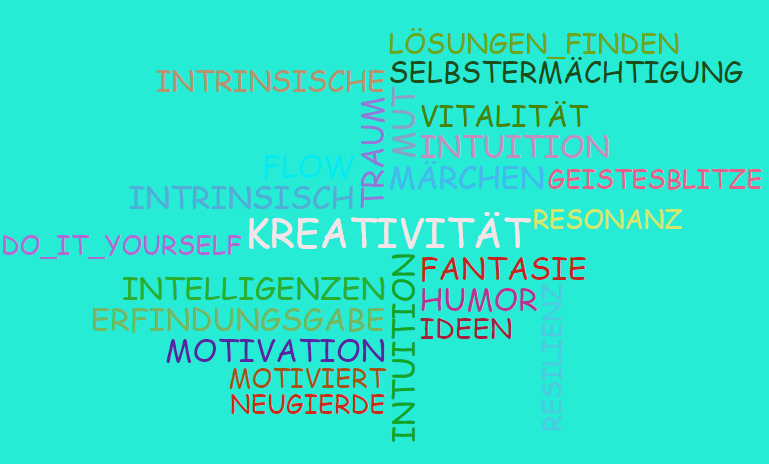 LÖSUNGEN_FINDEN
SELBSTERMÄCHTIGUNG
INTRINSISCHE
MUT
TRAUM
VITALITÄT
INTUITION
FLOW
MÄRCHEN
GEISTESBLITZE
INTRINSISCH
RESONANZ
KREATIVITÄT
DO_IT_YOURSELF
FANTASIE
INTELLIGENZEN
HUMOR
RESILIENZ
ERFINDUNGSGABE
IDEEN
INTUITION
MOTIVATION
MOTIVIERT
NEUGIERDE